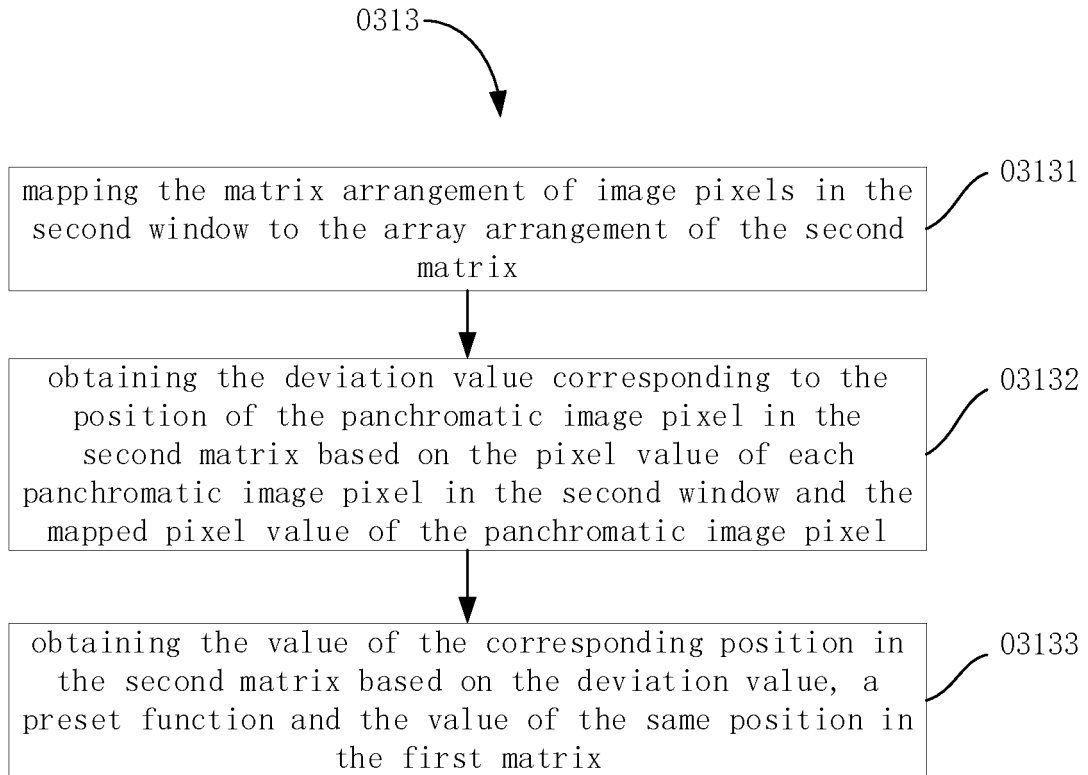 0313
mapping the matrix arrangement of image pixels in the
second window to the array arrangement of the second
matrix
03131
obtaining the deviation value corresponding to the
position of the panchromatic image pixel in the
second matrix based on the pixel value of each
panchromatic image pixel in the second window and the
mapped pixel value of the panchromatic image pixel
03132
obtaining the value of the corresponding position in
the second matrix based on the deviation value, a
preset function and the value of the same position in
the first matrix
03133